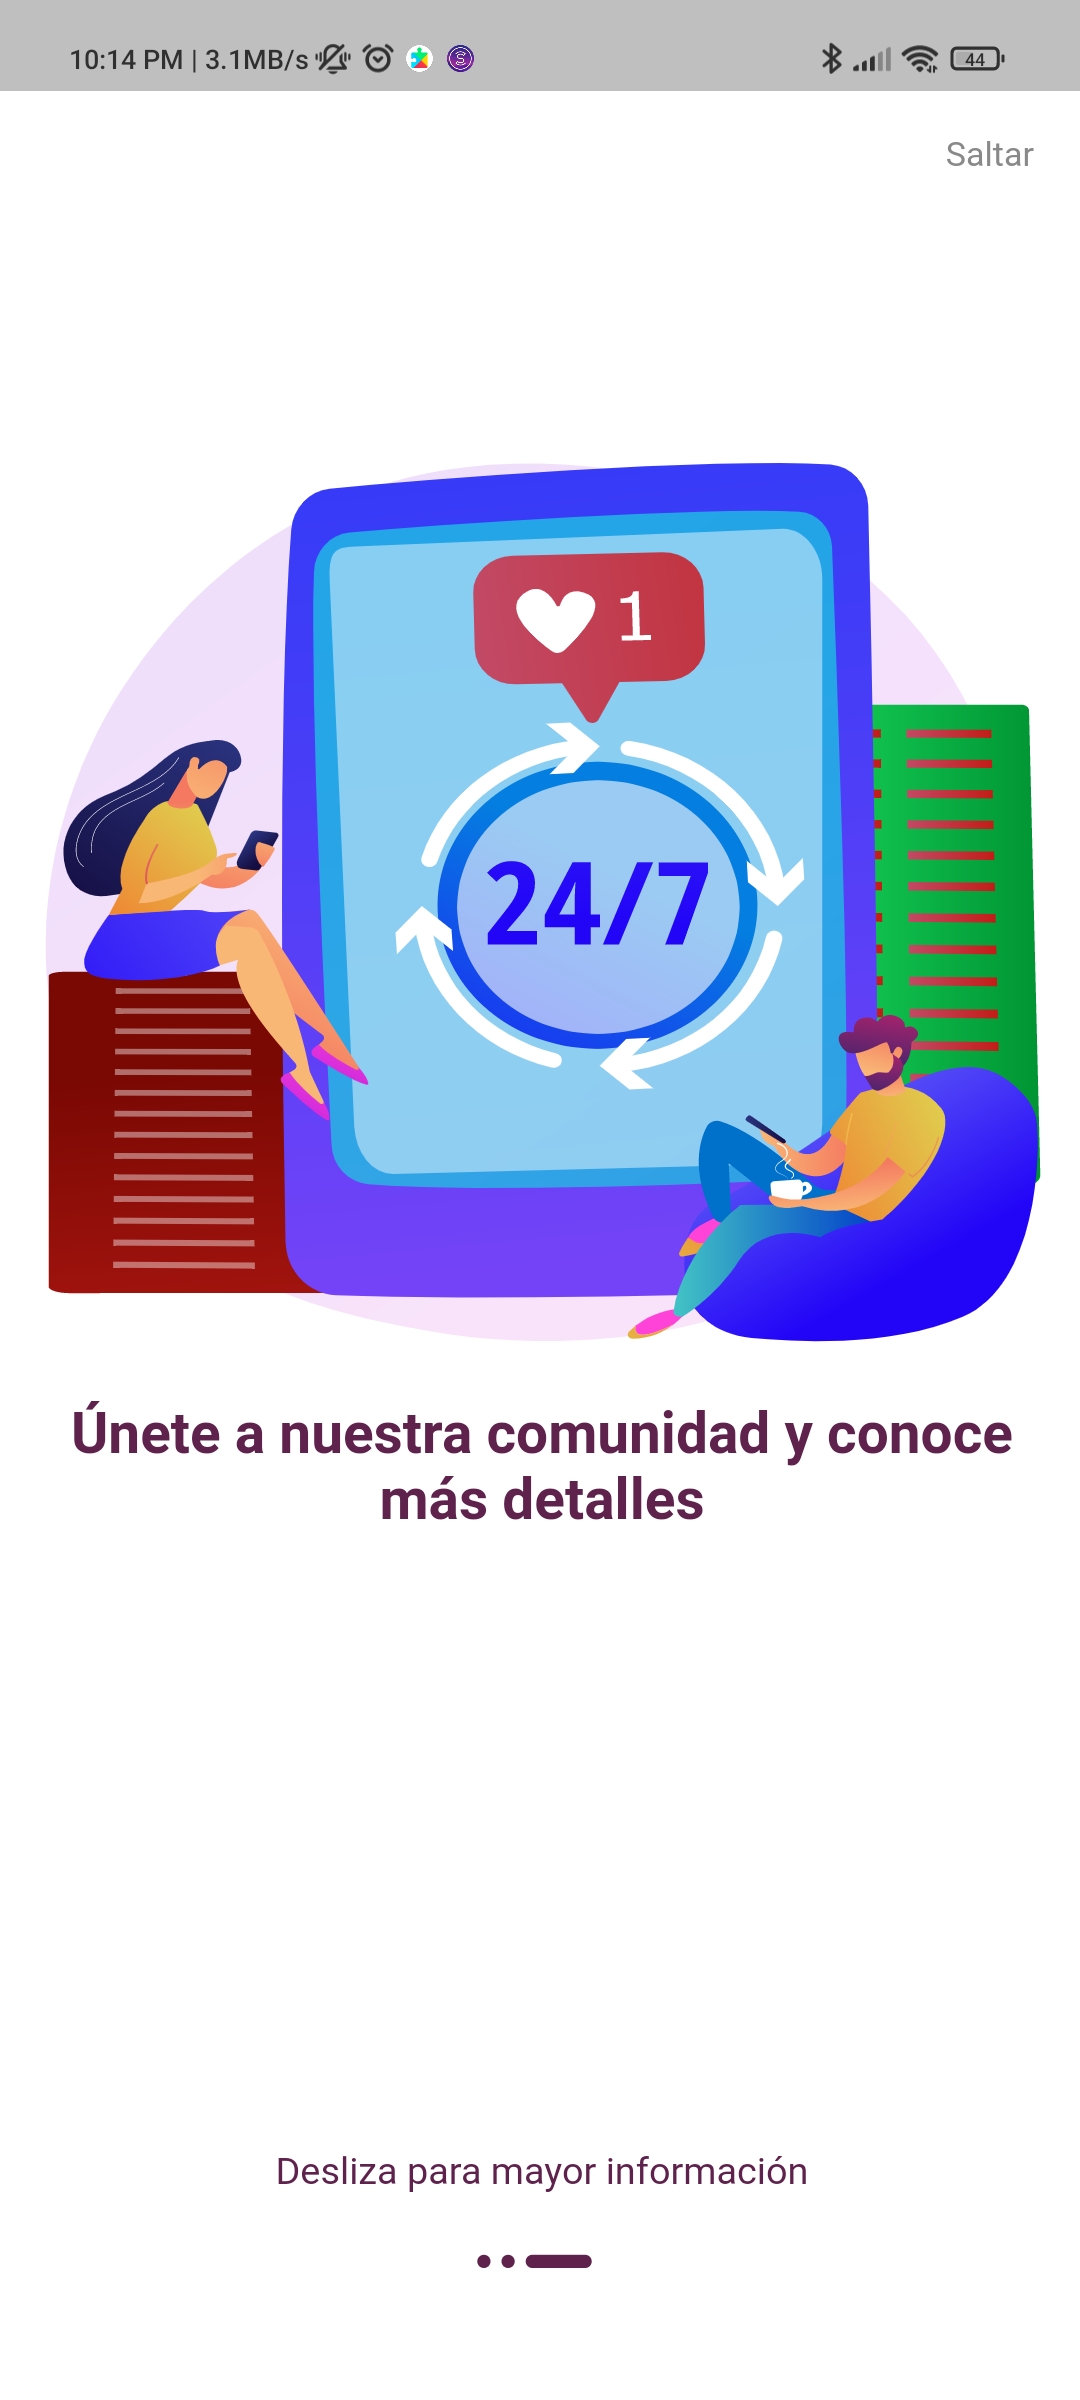 10:14 PM | 3.1MB/s
44
Saltar
1
24/7
Únete a nuestra comunidad y conoce
más detalles
Desliza para mayor información